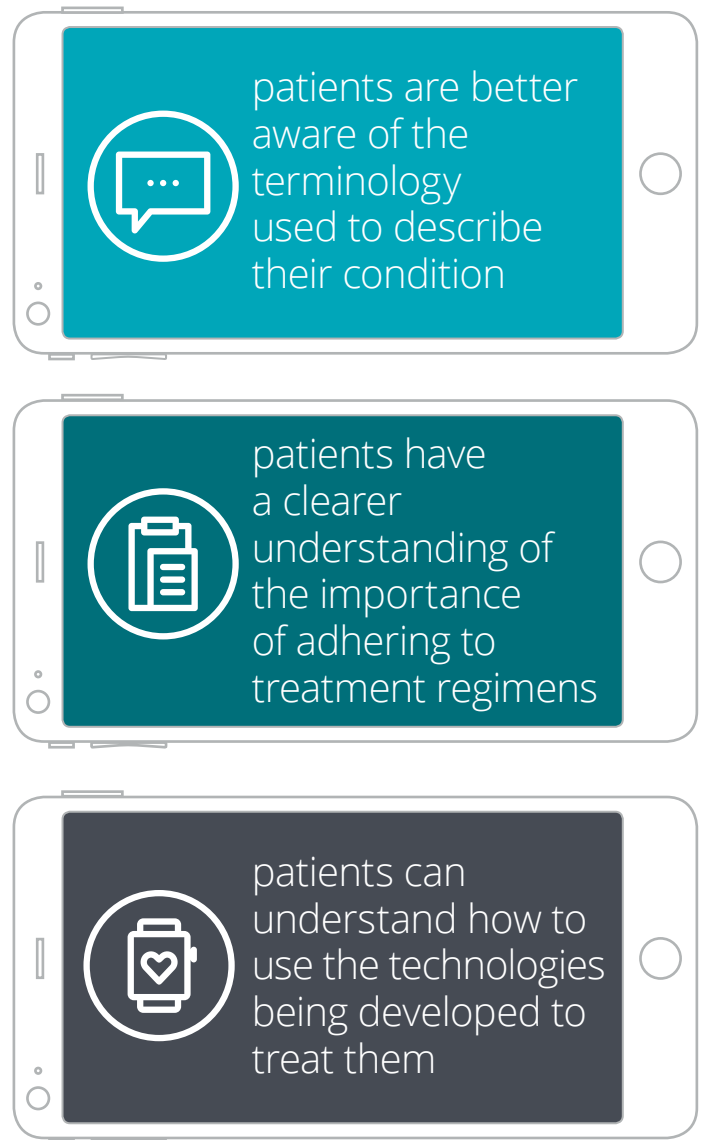 patients are better
aware of the
terminology
used to describe
their condition
patients have
a clearer
understanding of
the importance
of adhering to
treatment regimens
patients can
understand how to
use the technologies
being developed to
treat them